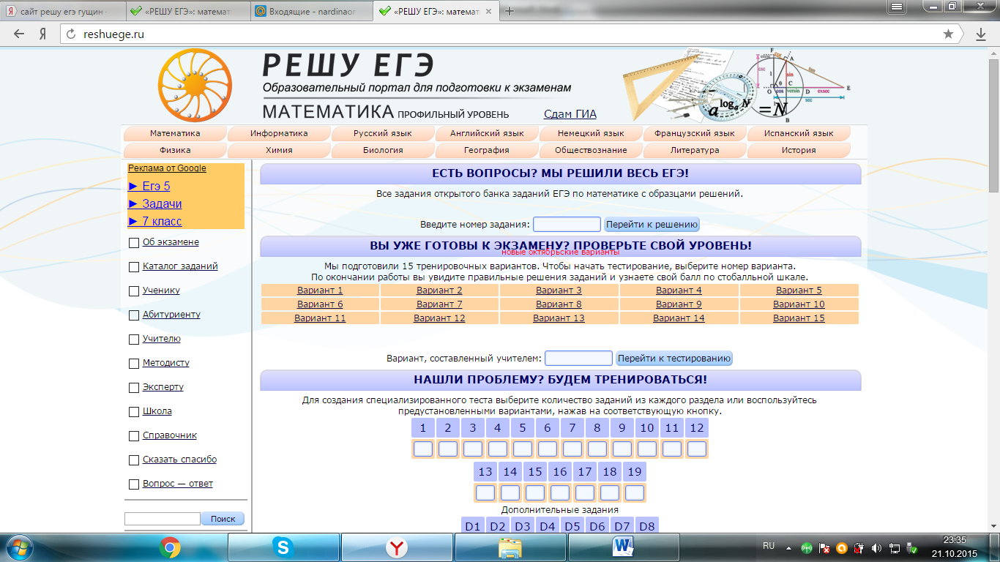 сайт решу егэ гущин
«РЕШУ ЕГЭ»: математ
Входящие - nardinaor
«РЕШУ ЕГЭ»: математ
reshuege.ru
РЕШУ ЕГЭ
Образовательный портал для подготовки к экзаменам
МАТЕМАТИКА ПРОФИЛЬНЫЙ УРОВЕНЬ Сдам ГИА
Математика Информатика Русский язык Английский язык Немецкий язык Французский язык Испанский язык
Физика Химия Биология География Обществознание Литература История
Реклама от Google
► Егэ 5
► Задачи
► 7 класс
Об экзамене
Каталог заданий
Ученику
Абитуриенту
Учителю
Методисту
Эксперту
Школа
Справочник
Сказать спасибо
Вопрос — ответ
Поиск
ЕСТЬ ВОПРОСЫ? МЫ РЕШИЛИ ВЕСЬ ЕГЭ!
Все задания открытого банка заданий ЕГЭ по математике с образцами решений.
Введите номер задания: Перейти к решению
ВЫ УЖЕ ГОТОВЫ К ЭКЗАМЕНУ? ПРОВЕРЬТЕ СВОЙ УРОВЕНЬ!
новые октябрьские варианты
Мы подготовили 15 тренировочных вариантов. Чтобы начать тестирование, выберите номер варианта.
По окончании работы вы увидите правильные решения заданий и узнаете свой балл по стобалльной шкале.
Вариант 1 Вариант 2 Вариант 3 Вариант 4 Вариант 5
Вариант 6 Вариант 7 Вариант 8 Вариант 9 Вариант 10
Вариант 11 Вариант 12 Вариант 13 Вариант 14 Вариант 15
Вариант, составленный учителем: Перейти к тестированию
НАШЛИ ПРОБЛЕМУ? БУДЕМ ТРЕНИРОВАТЬСЯ!
Для создания специализированного теста выберите количество заданий из каждого раздела или воспользуйтесь
предустановленными вариантами, нажав на соответствующую кнопку.
1 2 3 4 5 6 7 8 9 10 11 12
13 14 15 16 17 18 19
Дополнительные задания
D1 D2 D3 D4 D5 D6 D7 D8
RU
23:35
21.10.2015